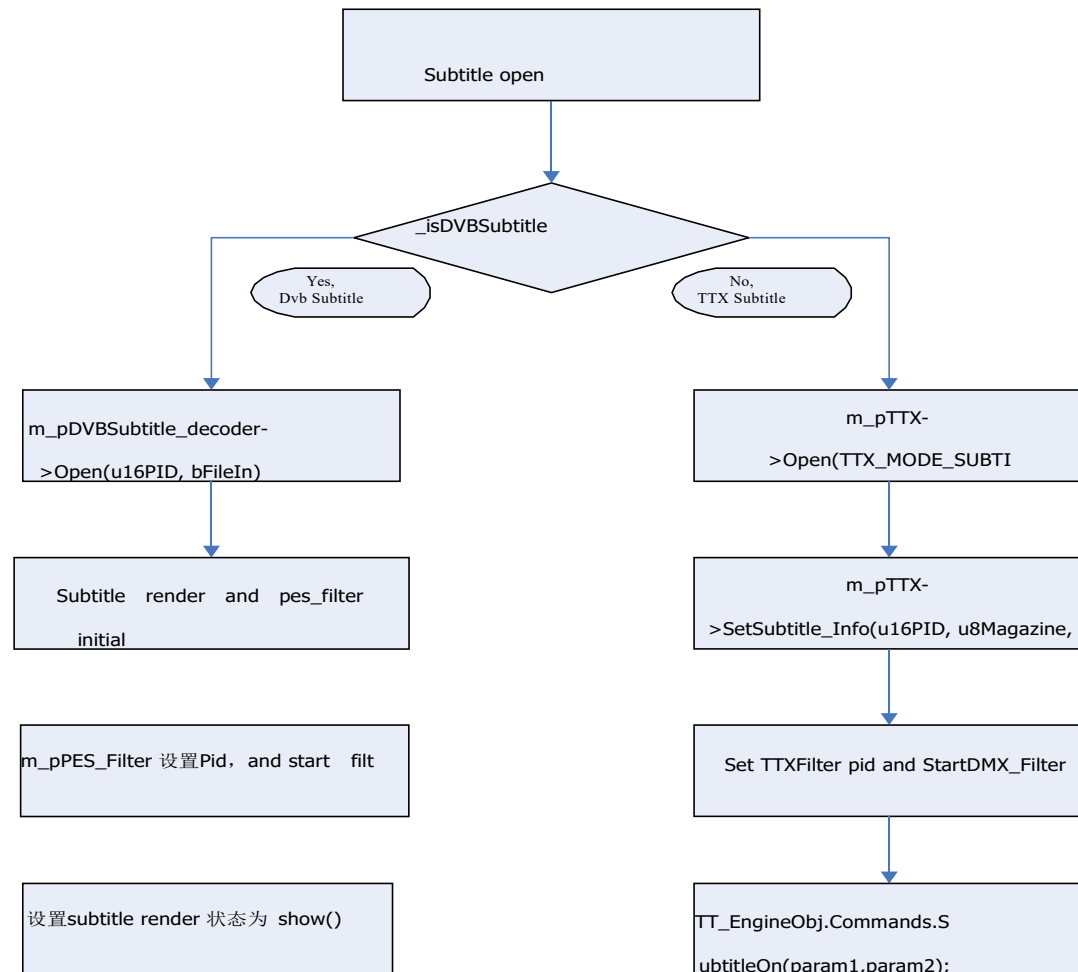 Subtitle open
_isDVBSubtitle
Yes,
Dvb Subtitle
No,
TTX Subtitle
m_pDVBSubtitle_decoder-
>Open(u16PID, bFileIn)
m_pTTX-
>Open(TTX_MODE_SUBTI
Subtitle render and pes_filter
initial
m_pTTX-
>SetSubtitle_Info(u16PID, u8Magazine,
m_pPES_Filter 设置Pid，and start filt
Set TTXFilter pid and StartDMX_Filter
设置subtitle render 状态为 show()
TT_EngineObj.Commands.S
ubtitleOn(param1,param2);